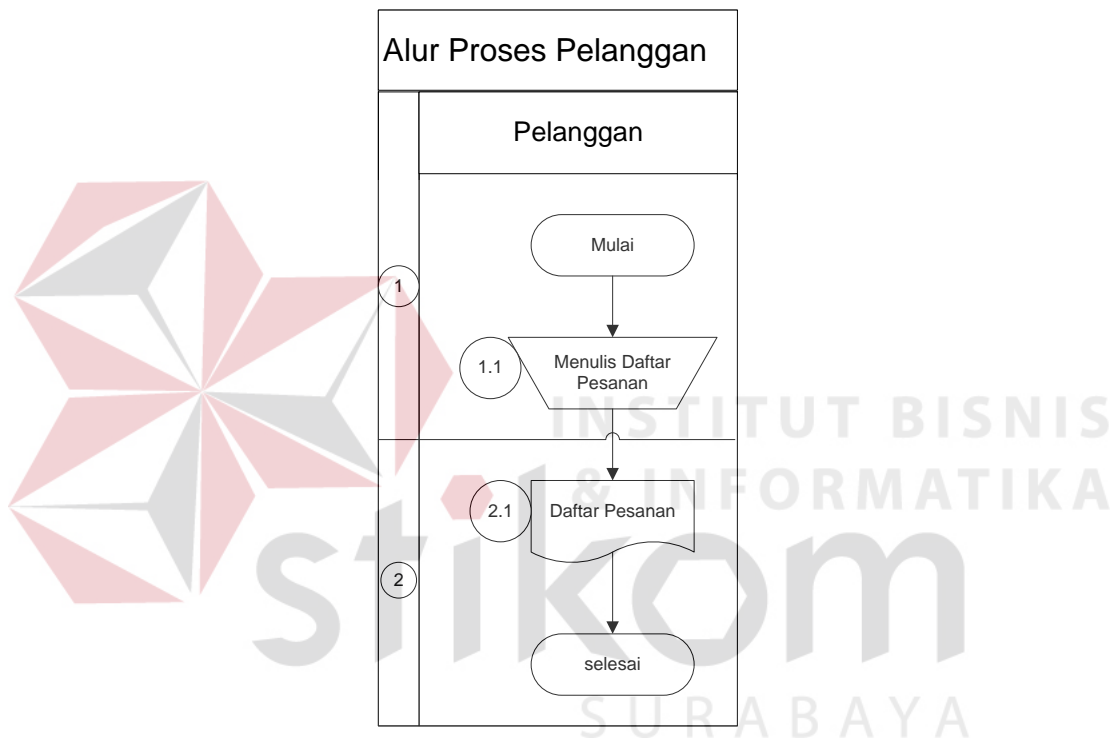 Alur Proses Pelanggan
Pelanggan
Mulai
1
1.1
Menulis Daftar
Pesanan
INSTITUT BISNIS
& INFORMATIKA
2.1
Daftar Pesanan
stikom
2
selesai
SURABAYA